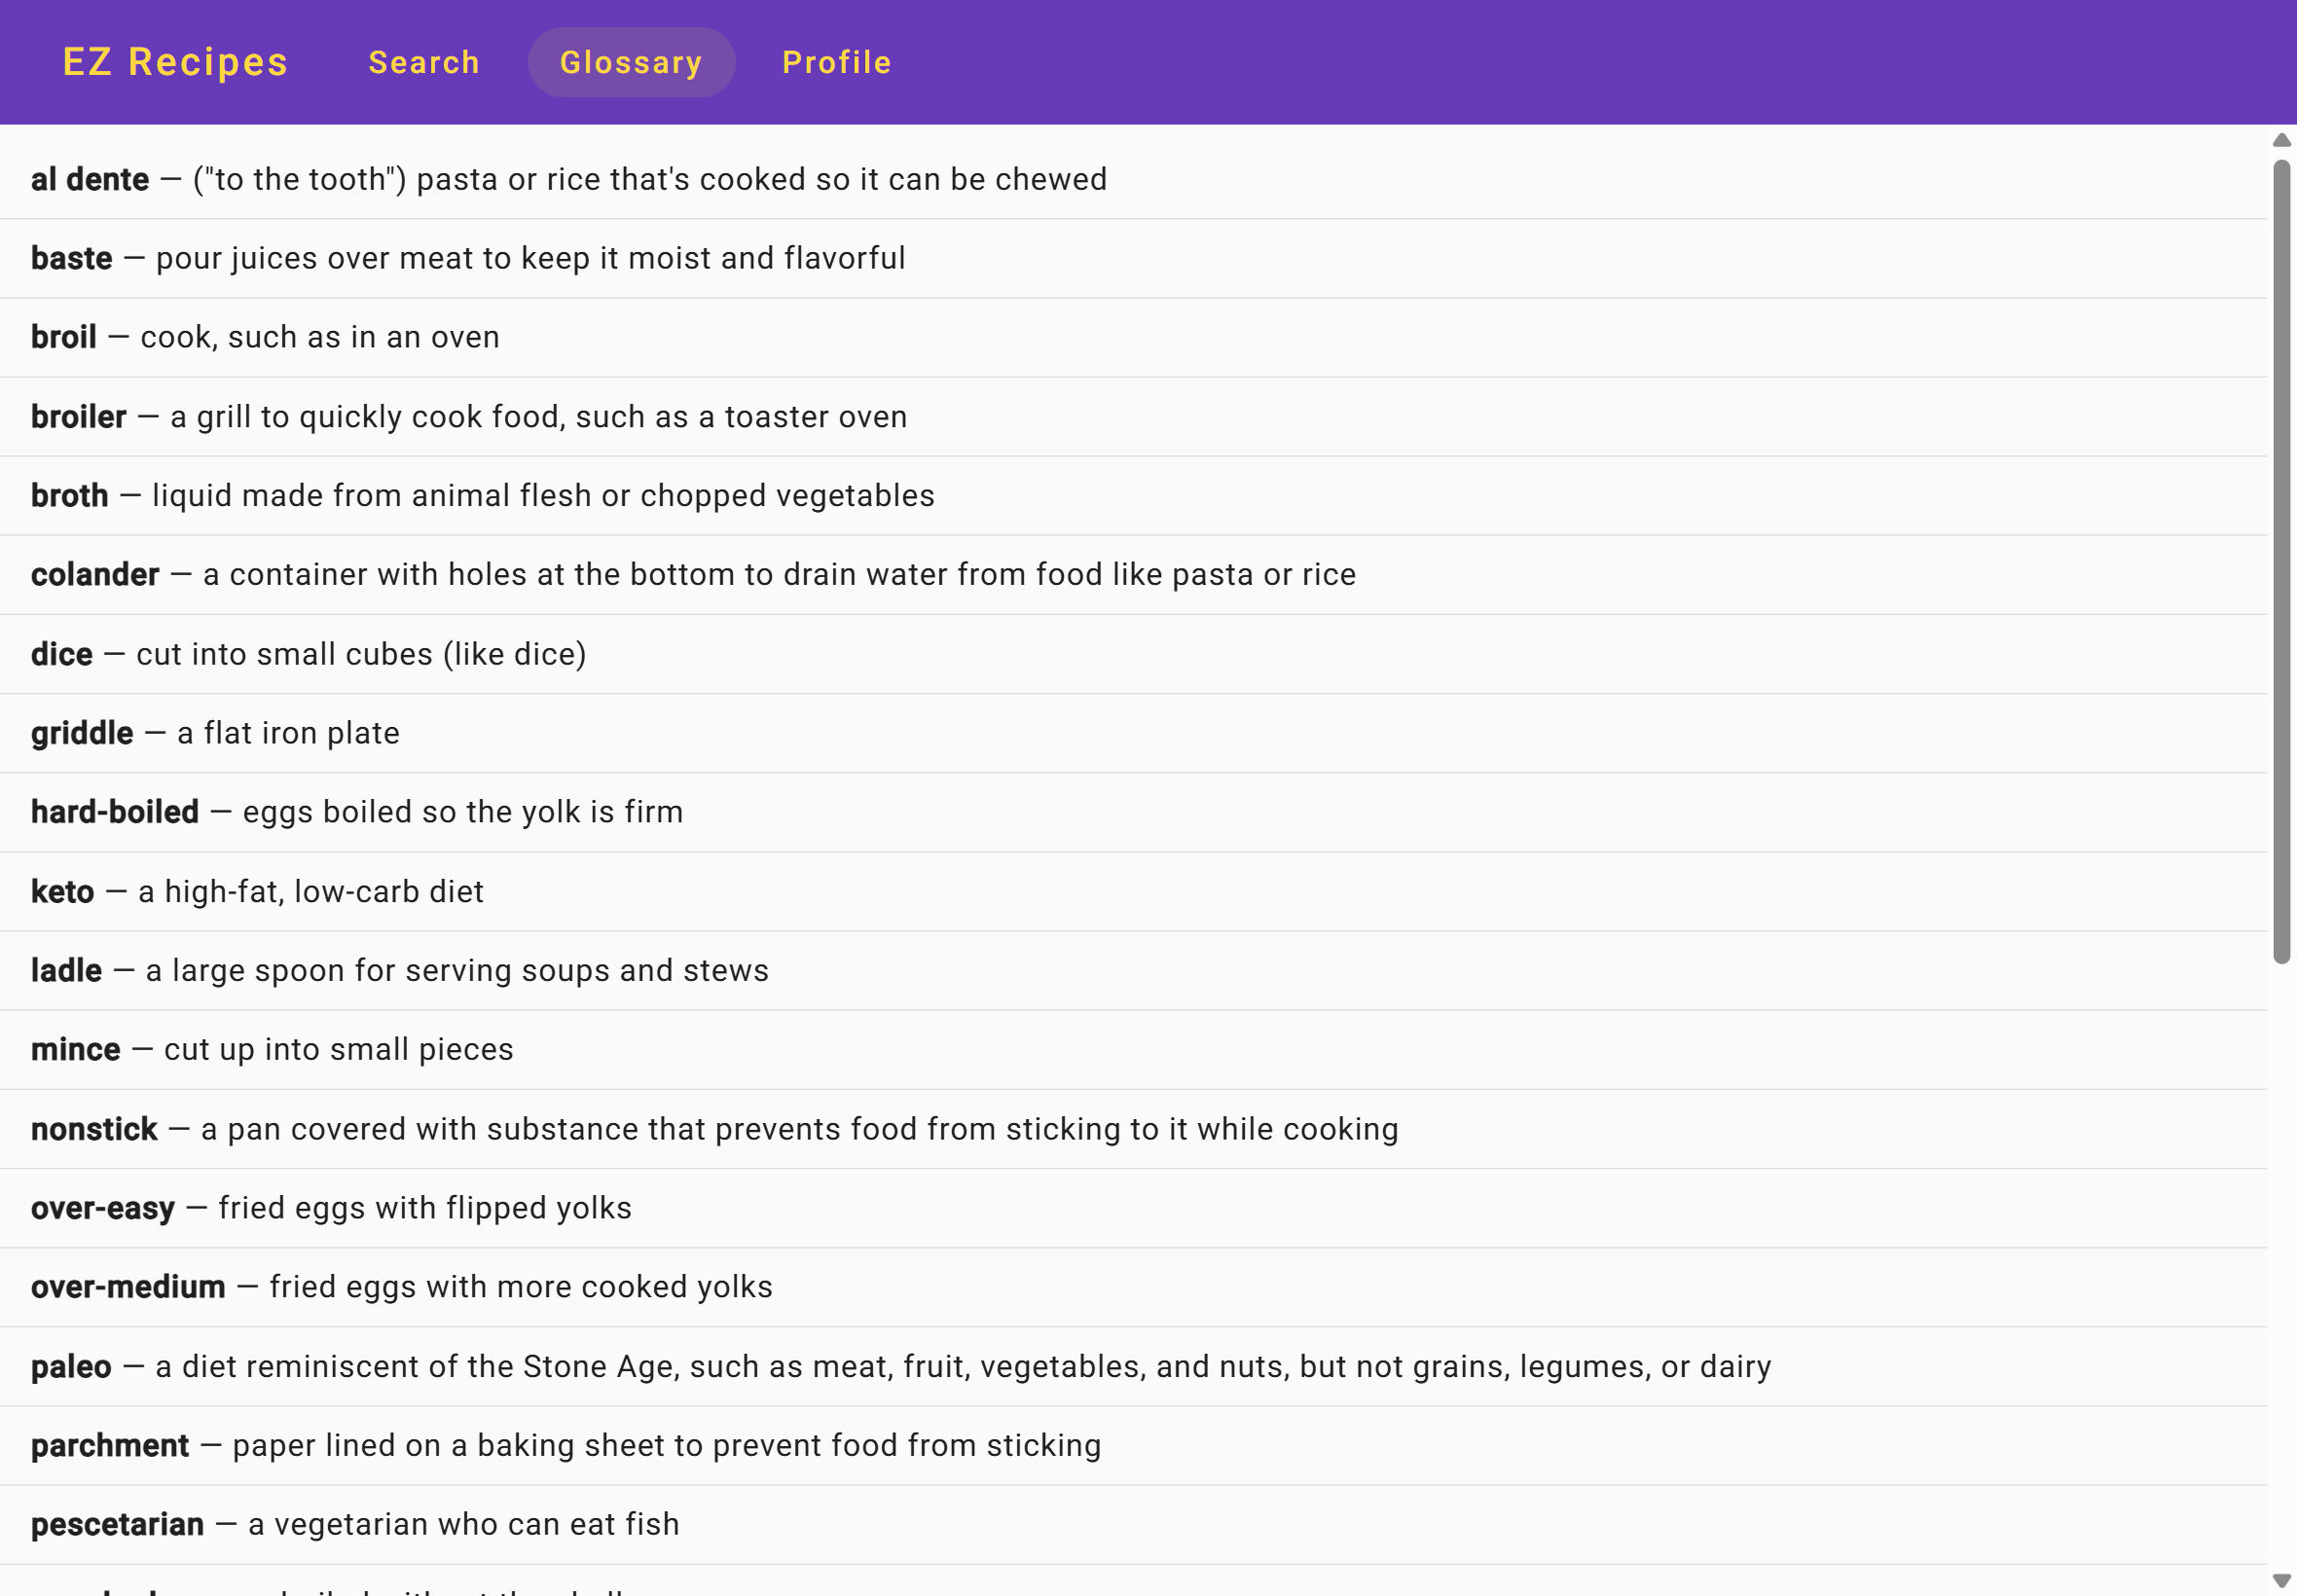 EZ Recipes Search Glossary Profile
al dente — ("to the tooth") pasta or rice that's cooked so it can be chewed
baste — pour juices over meat to keep it moist and flavorful
broil — cook, such as in an oven
broiler — a grill to quickly cook food, such as a toaster oven
broth — liquid made from animal flesh or chopped vegetables
colander — a container with holes at the bottom to drain water from food like pasta or rice
dice — cut into small cubes (like dice)
griddle — a flat iron plate
hard-boiled — eggs boiled so the yolk is firm
keto — a high-fat, low-carb diet
ladle — a large spoon for serving soups and stews
mince — cut up into small pieces
nonstick — a pan covered with substance that prevents food from sticking to it while cooking
over-easy — fried eggs with flipped yolks
over-medium — fried eggs with more cooked yolks
paleo — a diet reminiscent of the Stone Age, such as meat, fruit, vegetables, and nuts, but not grains, legumes, or dairy
parchment — paper lined on a baking sheet to prevent food from sticking
pescetarian — a vegetarian who can eat fish